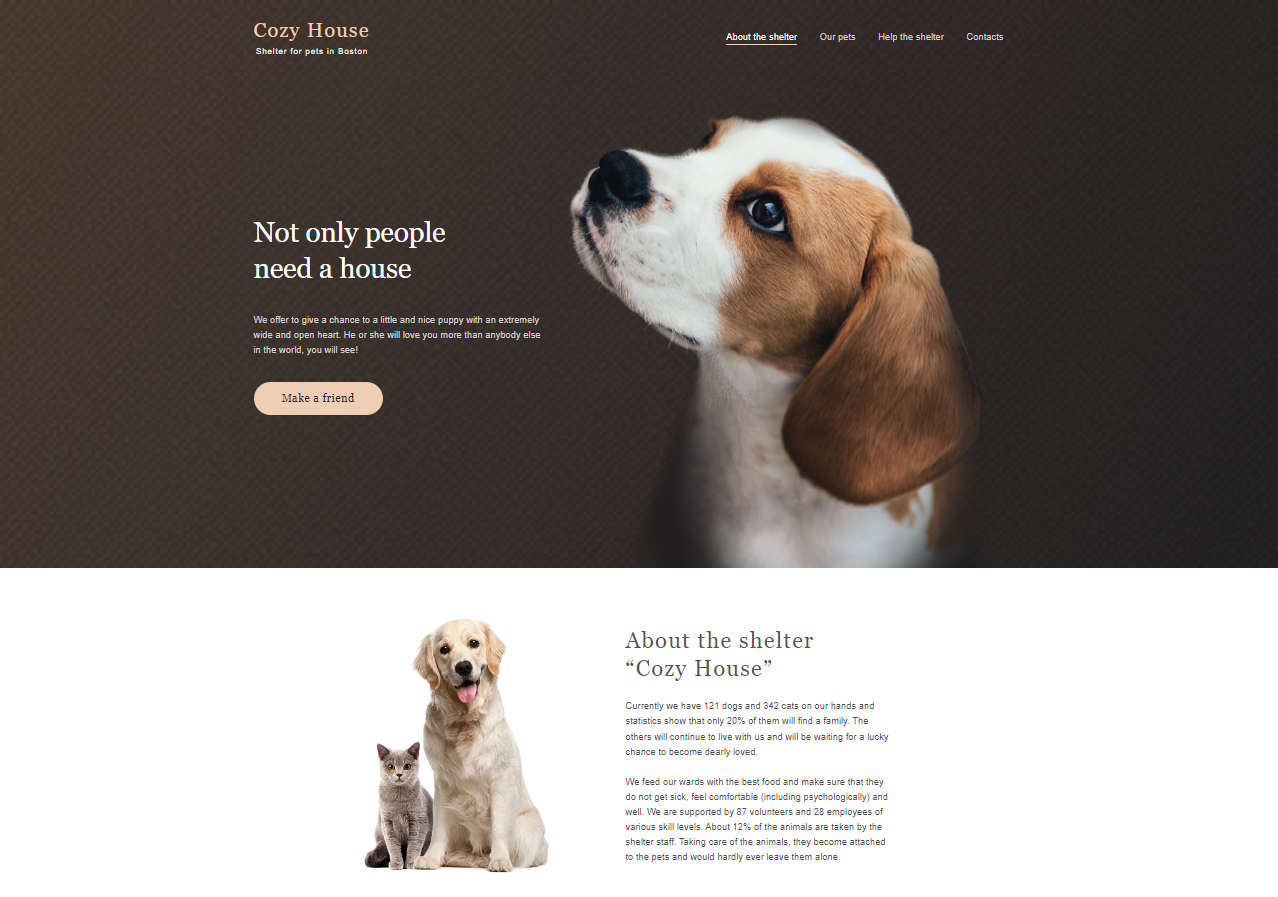 Cozy House
Shelter for pets in Boston
About the shelter
Our pets
Help the shelter
Contacts
Not only people
need a house
We offer to give a chance to a little and nice puppy with an extremely
wide and open heart. He or she will love you more than anybody else
in the world, you will see!
Make a friend
About the shelter
“Cozy House”
Currently we have 121 dogs and 342 cats on our hands and
statistics show that only 20% of them will find a family. The
others will continue to live with us and will be waiting for a lucky
chance to become dearly loved.
We feed our wards with the best food and make sure that they
do not get sick, feel comfortable (including psychologically) and
well. We are supported by 87 volunteers and 28 employees of
various skill levels. About 12% of the animals are taken by the
shelter staff. Taking care of the animals, they become attached
to the pets and would hardly ever leave them alone.